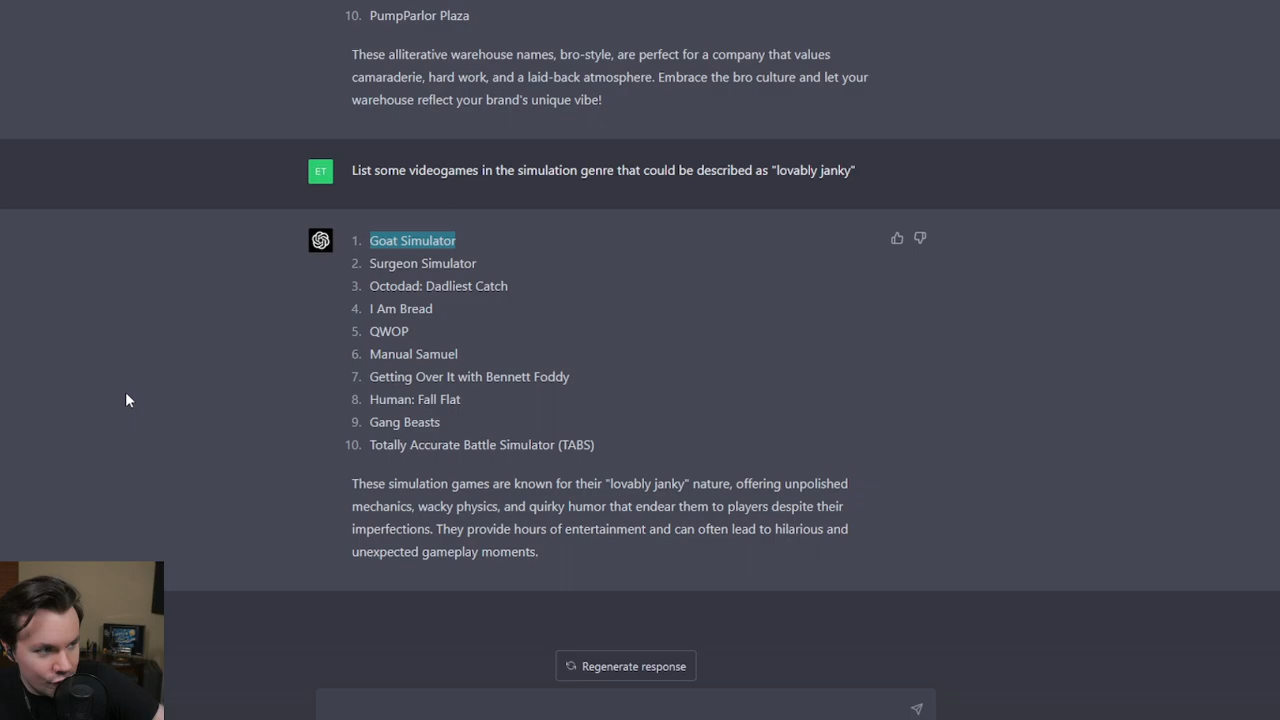 10. PumpParlor Plaza
These alliterative warehouse names, bro-style, are perfect for a company that values
camaraderie, hard work, and a laid-back atmosphere. Embrace the bro culture and let your
warehouse reflect your brand's unique vibe!
ET
List some videogames in the simulation genre that could be described as "lovably janky"
1. Goat Simulator
2. Surgeon Simulator
3. Octodad: Dadliest Catch
4. I Am Bread
5. QWOP
6. Manual Samuel
7. Getting Over It with Bennett Foddy
8. Human: Fall Flat
9. Gang Beasts
10. Totally Accurate Battle Simulator (TABS)
These simulation games are known for their "lovably janky" nature, offering unpolished
mechanics, wacky physics, and quirky humor that endear them to players despite their
imperfections. They provide hours of entertainment and can often lead to hilarious and
unexpected gameplay moments.
Regenerate response